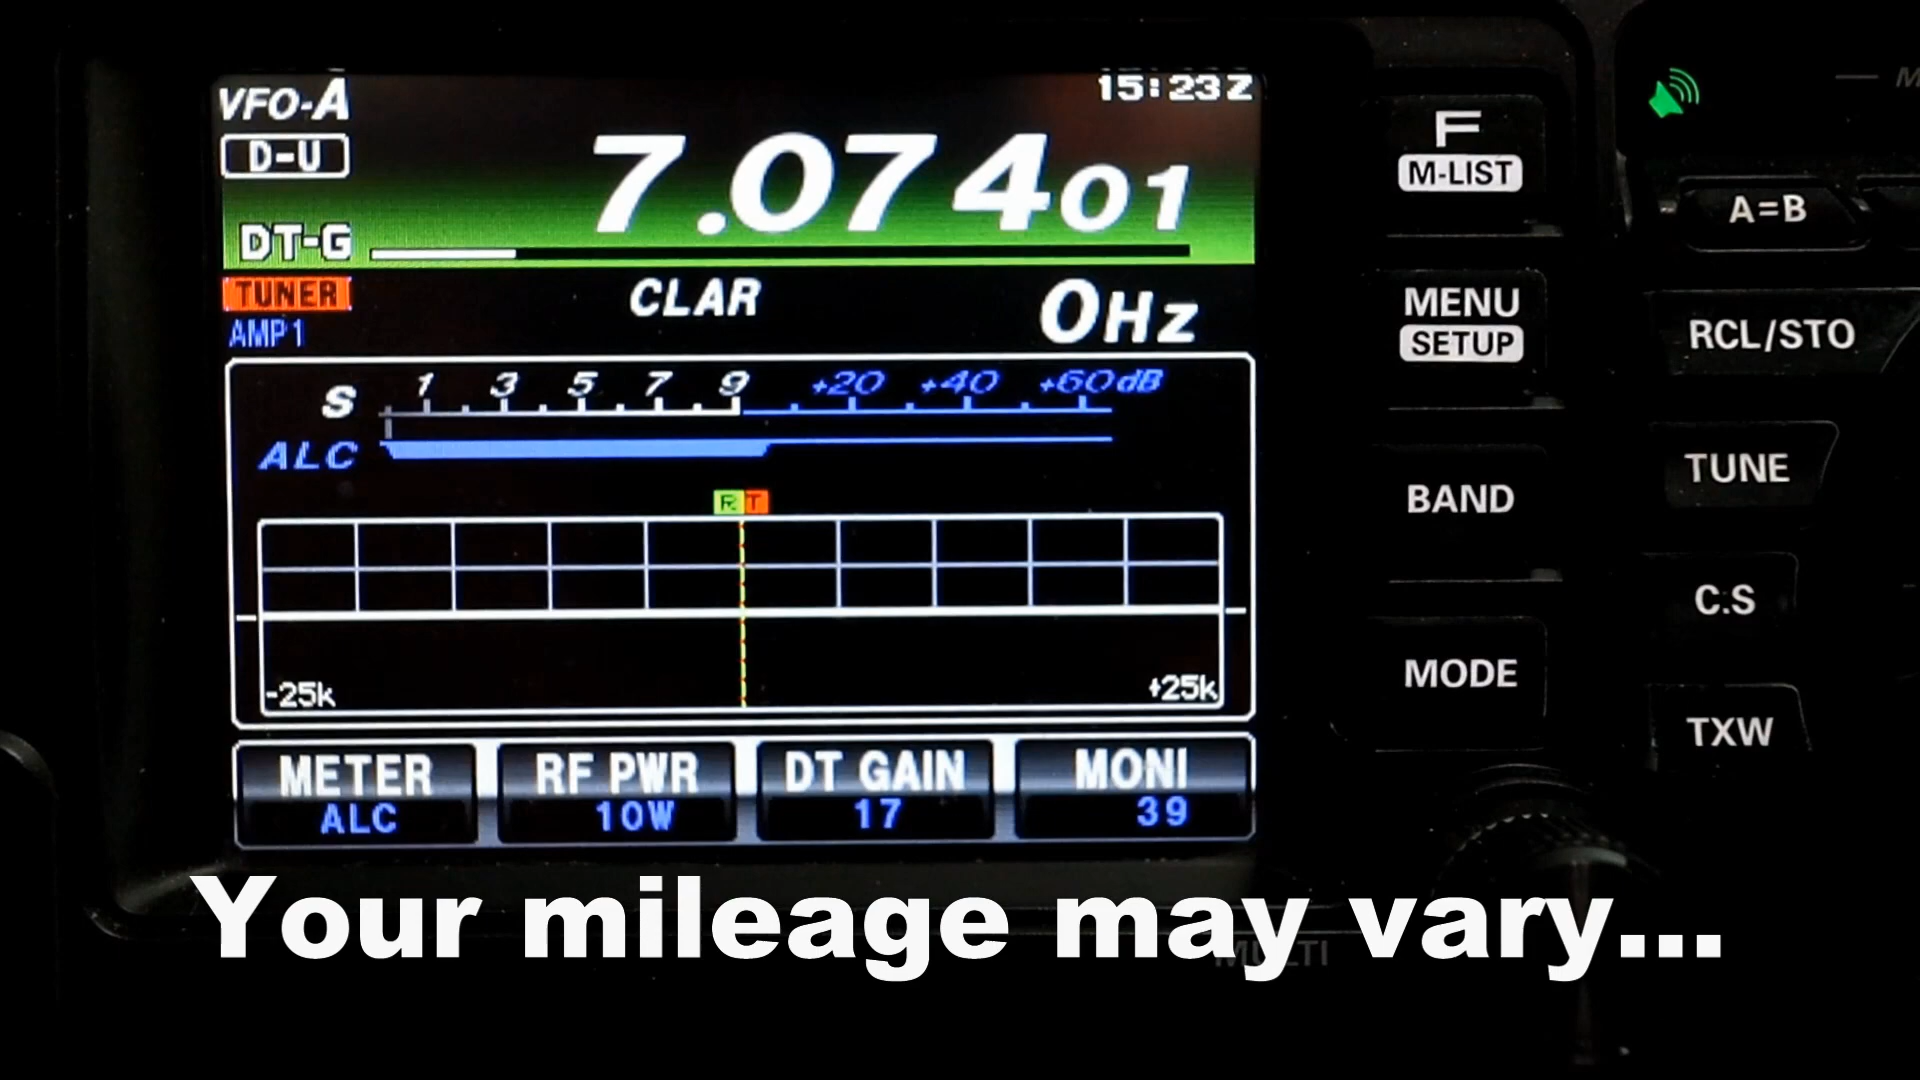 VFO-A
15:23Z
D-U
7.07401
DT-G
TUNER
CLAR
0Hz
AMP1
S 1 3 5 7 9 +20 +40 +60dB
ALC
R T
-25k
+25k
METER
ALC
RF PWR
10W
DT GAIN
17
MONI
39
F
M-LIST
MENU
SETUP
BAND
MODE
A=B
RCL/STO
TUNE
C.S
TXW
MULTI
Your mileage may vary...